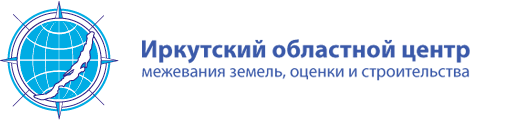 Иркутский областной центр
межевания земель, оценки и строительства